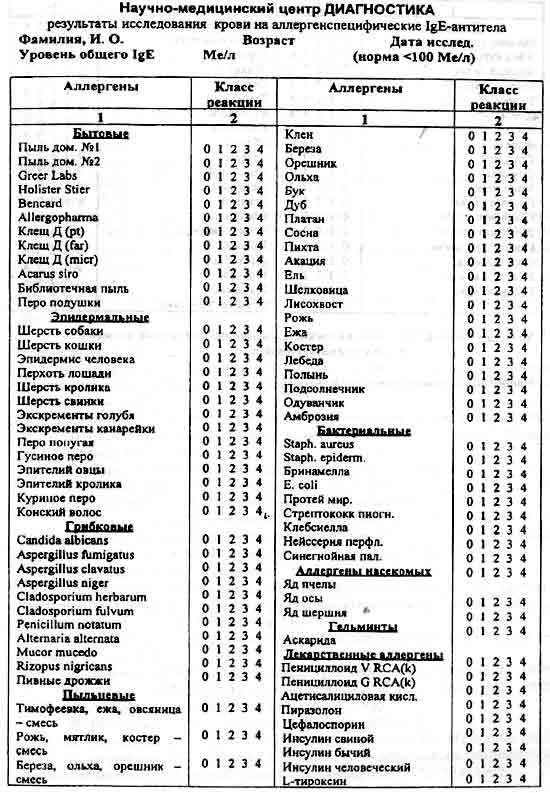 Научно-медицинский центр ДИАГНОСТИКА
результаты исследования крови на аллергенспецифические IgE-антитела
Фамилия, И. О. Возраст Дата исслед.
Уровень общего IgE Ме/л (норма <100 Ме/л)
Аллергены Класс реакции
1 2
Бытовые
Пыль дом. №1 0 1 2 3 4
Пыль дом. №2 0 1 2 3 4
Greer Labs 0 1 2 3 4
Holister Stier 0 1 2 3 4
Bencard 0 1 2 3 4
Allergopharma 0 1 2 3 4
Клещ Д (pt) 0 1 2 3 4
Клещ Д (far) 0 1 2 3 4
Клещ Д (micr) 0 1 2 3 4
Acarus siro 0 1 2 3 4
Библиотечная пыль 0 1 2 3 4
Перо подушки 0 1 2 3 4
Эпидермальные
Шерсть собаки 0 1 2 3 4
Шерсть кошки 0 1 2 3 4
Эпидермис человека 0 1 2 3 4
Перхоть лошади 0 1 2 3 4
Шерсть кролика 0 1 2 3 4
Шерсть свинки 0 1 2 3 4
Экскременты голубя 0 1 2 3 4
Экскременты канарейки 0 1 2 3 4
Перо попугая 0 1 2 3 4
Гусиное перо 0 1 2 3 4
Эпителий овцы 0 1 2 3 4
Эпителий кролика 0 1 2 3 4
Куриное перо 0 1 2 3 4
Конский волос 0 1 2 3 4
Грибковые
Candida albicans 0 1 2 3 4
Aspergillus fumigatus 0 1 2 3 4
Aspergillus clavatus 0 1 2 3 4
Aspergillus niger 0 1 2 3 4
Cladosporium herbarum 0 1 2 3 4
Cladosporium fulvum 0 1 2 3 4
Penicillum notatum 0 1 2 3 4
Alternaria alternata 0 1 2 3 4
Mucor mucedo 0 1 2 3 4
Rizopus nigricans 0 1 2 3 4
Пивные дрожжи 0 1 2 3 4
Пыльцевые
Тимофеевка, ежа, овсяница 0 1 2 3 4
– смесь
Рожь, мятлик, костер – 0 1 2 3 4
смесь
Береза, ольха, орешник – 0 1 2 3 4
смесь
Аллергены Класс реакции
1 2
Клен 0 1 2 3 4
Береза 0 1 2 3 4
Орешник 0 1 2 3 4
Ольха 0 1 2 3 4
Бук 0 1 2 3 4
Дуб 0 1 2 3 4
Платан 0 1 2 3 4
Сосна 0 1 2 3 4
Пихта 0 1 2 3 4
Акация 0 1 2 3 4
Ель 0 1 2 3 4
Шелковица 0 1 2 3 4
Лисохвост 0 1 2 3 4
Рожь 0 1 2 3 4
Ежа 0 1 2 3 4
Костер 0 1 2 3 4
Лебеда 0 1 2 3 4
Полынь 0 1 2 3 4
Подсолнечник 0 1 2 3 4
Одуванчик 0 1 2 3 4
Амброзия 0 1 2 3 4
Бактериальные
Staph. aureus 0 1 2 3 4
Staph. epiderm. 0 1 2 3 4
Бринамелла 0 1 2 3 4
E. coli 0 1 2 3 4
Протей мир. 0 1 2 3 4
Стрептококк пиогн. 0 1 2 3 4
Клебсиелла 0 1 2 3 4
Нейссерия перфл. 0 1 2 3 4
Синегнойная пал. 0 1 2 3 4
Аллергены насекомых 0 1 2 3 4
Яд пчелы
Яд осы 0 1 2 3 4
Яд шершня 0 1 2 3 4
Гельминты 0 1 2 3 4
Аскарида
Лекарственные аллергены 0 1 2 3 4
Пенициллоид V RCA(k) 0 1 2 3 4
Пенициллоид G RCA(k) 0 1 2 3 4
Ацетисалициловая кисл. 0 1 2 3 4
Пиразолон 0 1 2 3 4
Цефалоспорин 0 1 2 3 4
Инсулин свиной 0 1 2 3 4
Инсулин бычий 0 1 2 3 4
Инсулин человеческий 0 1 2 3 4
L-тироксин 0 1 2 3 4